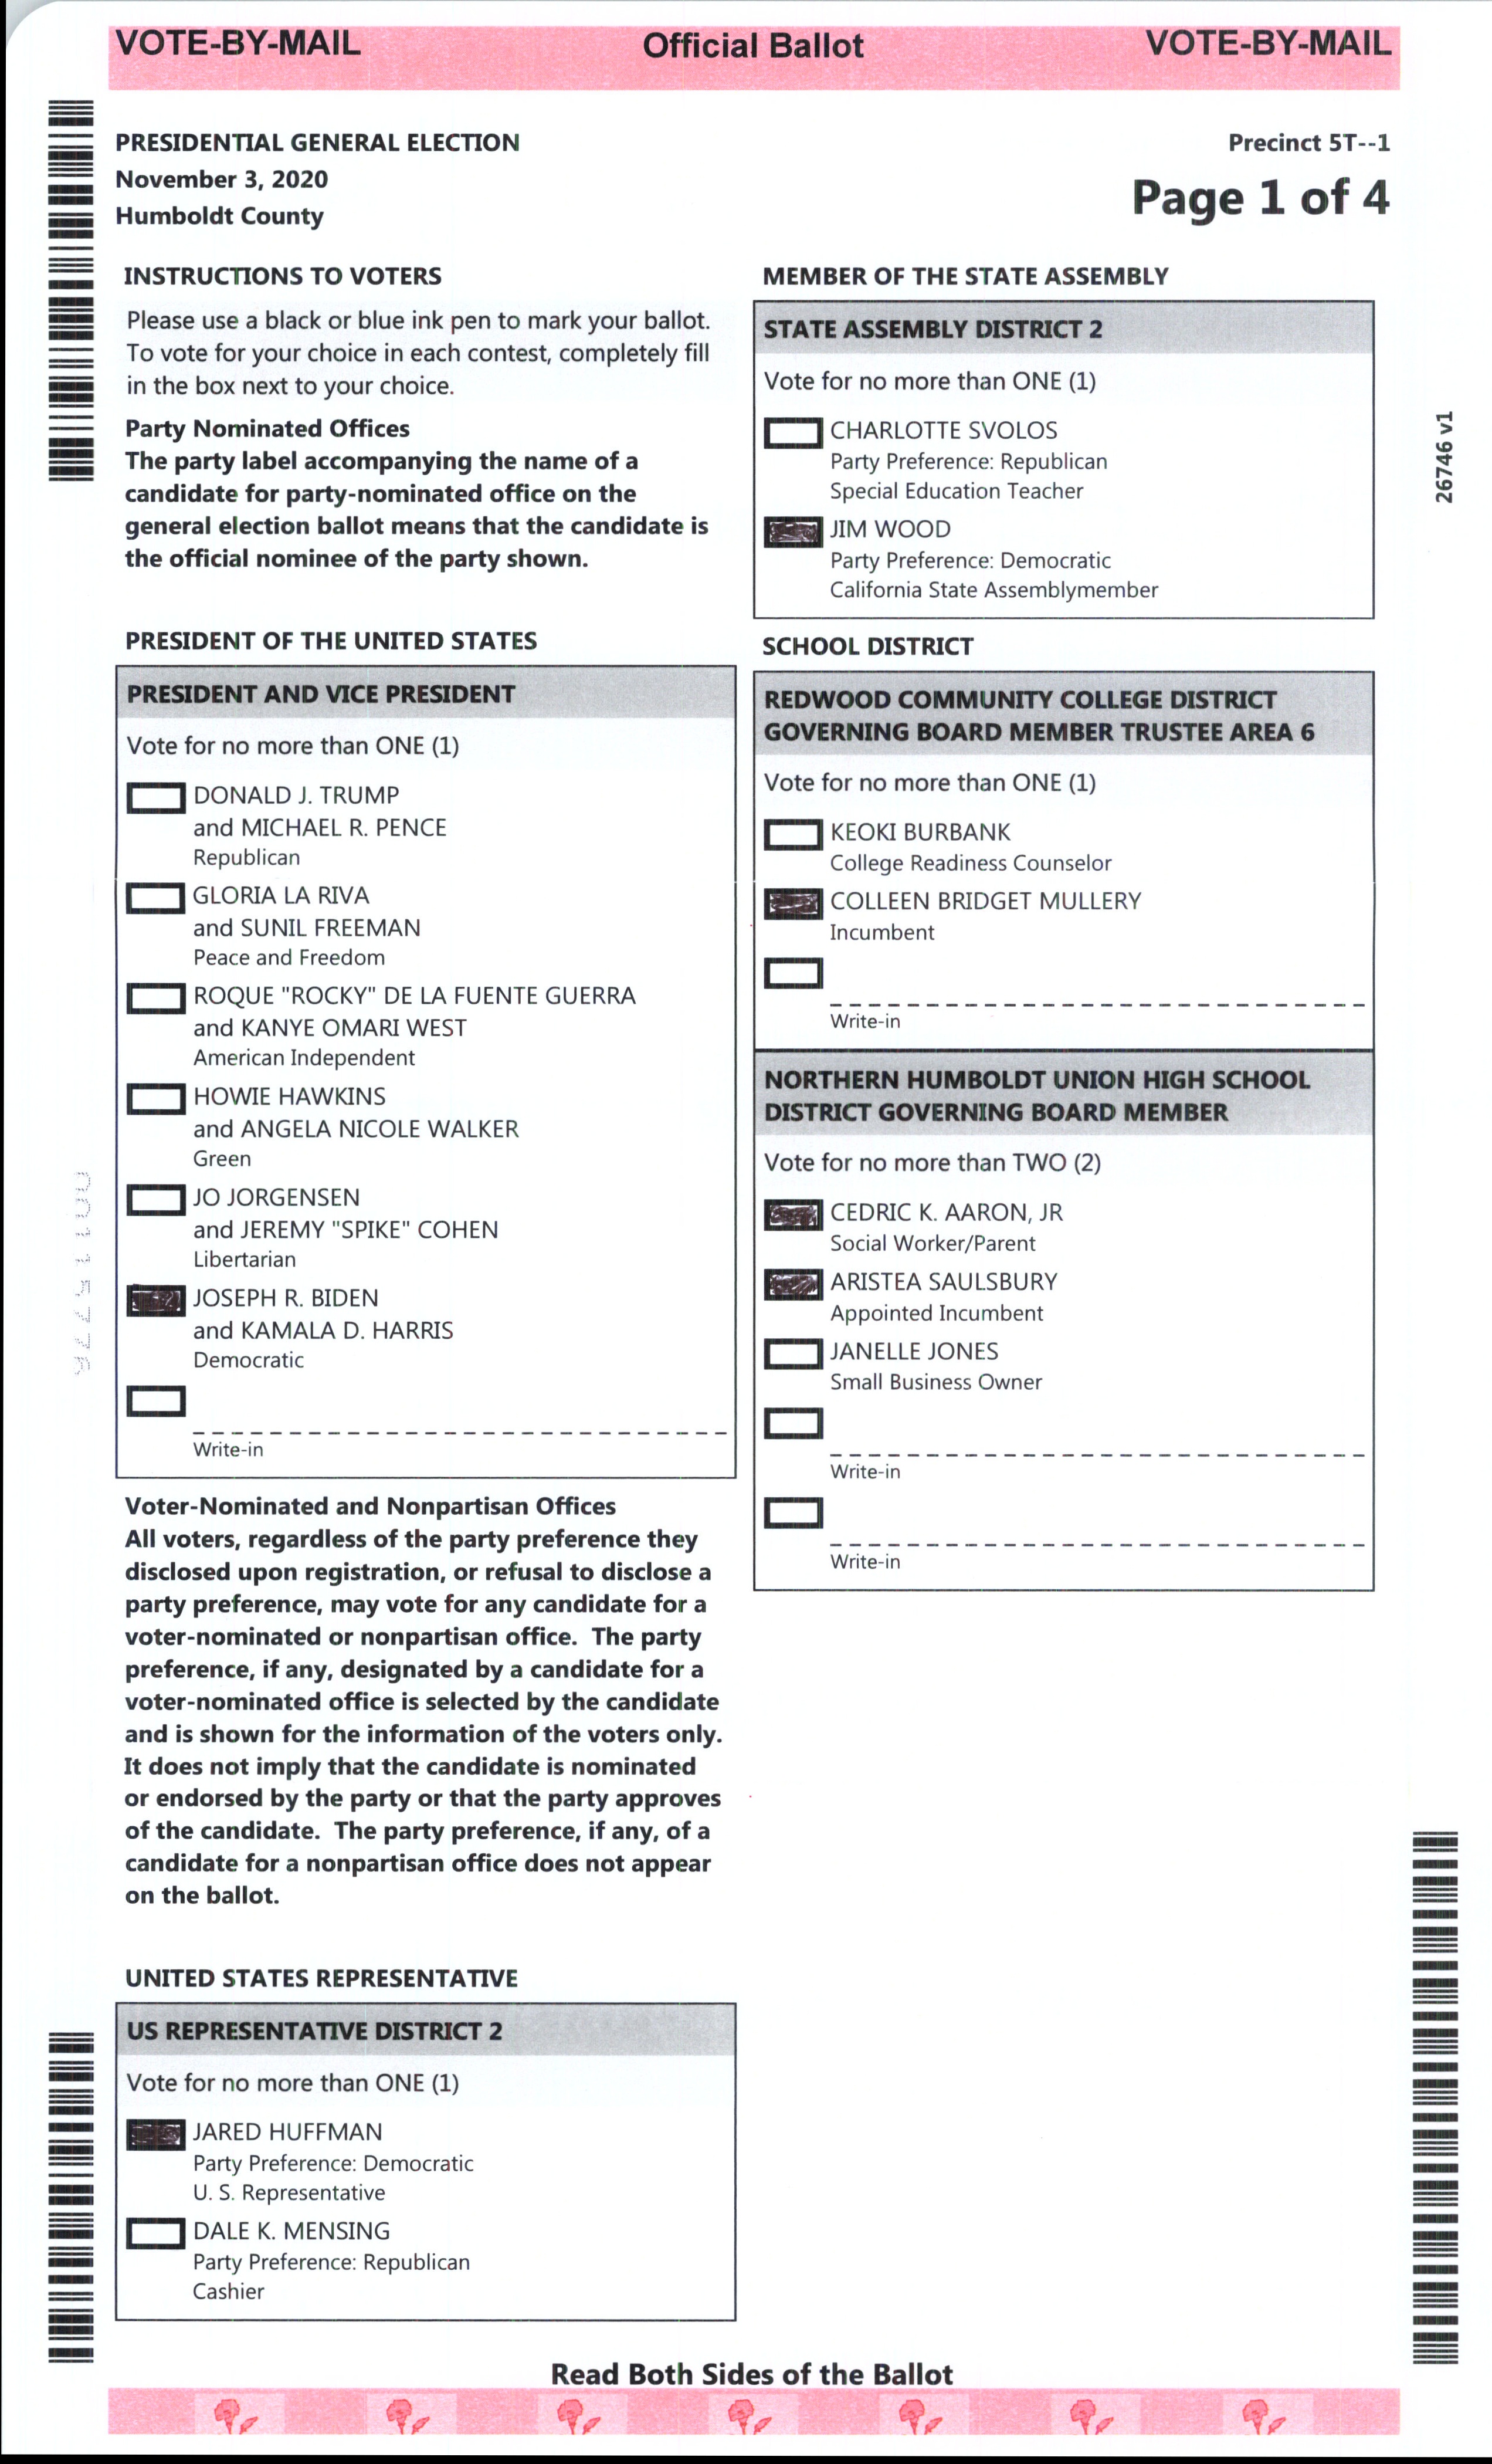 VOTE-BY-MAIL Official Ballot VOTE-BY-MAIL
PRESIDENTIAL GENERAL ELECTION
November 3, 2020
Humboldt County
Precinct 5T--1
Page 1 of 4
INSTRUCTIONS TO VOTERS
Please use a black or blue ink pen to mark your ballot.
To vote for your choice in each contest, completely fill
in the box next to your choice.
Party Nominated Offices
The party label accompanying the name of a
candidate for party-nominated office on the
general election ballot means that the candidate is
the official nominee of the party shown.
PRESIDENT OF THE UNITED STATES
PRESIDENT AND VICE PRESIDENT
Vote for no more than ONE (1)
DONALD J. TRUMP
and MICHAEL R. PENCE
Republican
GLORIA LA RIVA
and SUNIL FREEMAN
Peace and Freedom
ROQUE "ROCKY" DE LA FUENTE GUERRA
and KANYE OMARI WEST
American Independent
HOWIE HAWKINS
and ANGELA NICOLE WALKER
Green
JO JORGENSEN
and JEREMY "SPIKE" COHEN
Libertarian
JOSEPH R. BIDEN
and KAMALA D. HARRIS
Democratic
Write-in
Voter-Nominated and Nonpartisan Offices
All voters, regardless of the party preference they
disclosed upon registration, or refusal to disclose a
party preference, may vote for any candidate for a
voter-nominated or nonpartisan office. The party
preference, if any, designated by a candidate for a
voter-nominated office is selected by the candidate
and is shown for the information of the voters only.
It does not imply that the candidate is nominated
or endorsed by the party or that the party approves
of the candidate. The party preference, if any, of a
candidate for a nonpartisan office does not appear
on the ballot.
UNITED STATES REPRESENTATIVE
US REPRESENTATIVE DISTRICT 2
Vote for no more than ONE (1)
JARED HUFFMAN
Party Preference: Democratic
U. S. Representative
DALE K. MENSING
Party Preference: Republican
Cashier
MEMBER OF THE STATE ASSEMBLY
STATE ASSEMBLY DISTRICT 2
Vote for no more than ONE (1)
CHARLOTTE SVOLOS
Party Preference: Republican
Special Education Teacher
JIM WOOD
Party Preference: Democratic
California State Assemblymember
SCHOOL DISTRICT
REDWOOD COMMUNITY COLLEGE DISTRICT
GOVERNING BOARD MEMBER TRUSTEE AREA 6
Vote for no more than ONE (1)
KEOKI BURBANK
College Readiness Counselor
COLLEEN BRIDGET MULLERY
Incumbent
Write-in
NORTHERN HUMBOLDT UNION HIGH SCHOOL
DISTRICT GOVERNING BOARD MEMBER
Vote for no more than TWO (2)
CEDRIC K. AARON, JR
Social Worker/Parent
ARISTEA SAULSBURY
Appointed Incumbent
JANELLE JONES
Small Business Owner
Write-in
Write-in
26746 v1
Read Both Sides of the Ballot